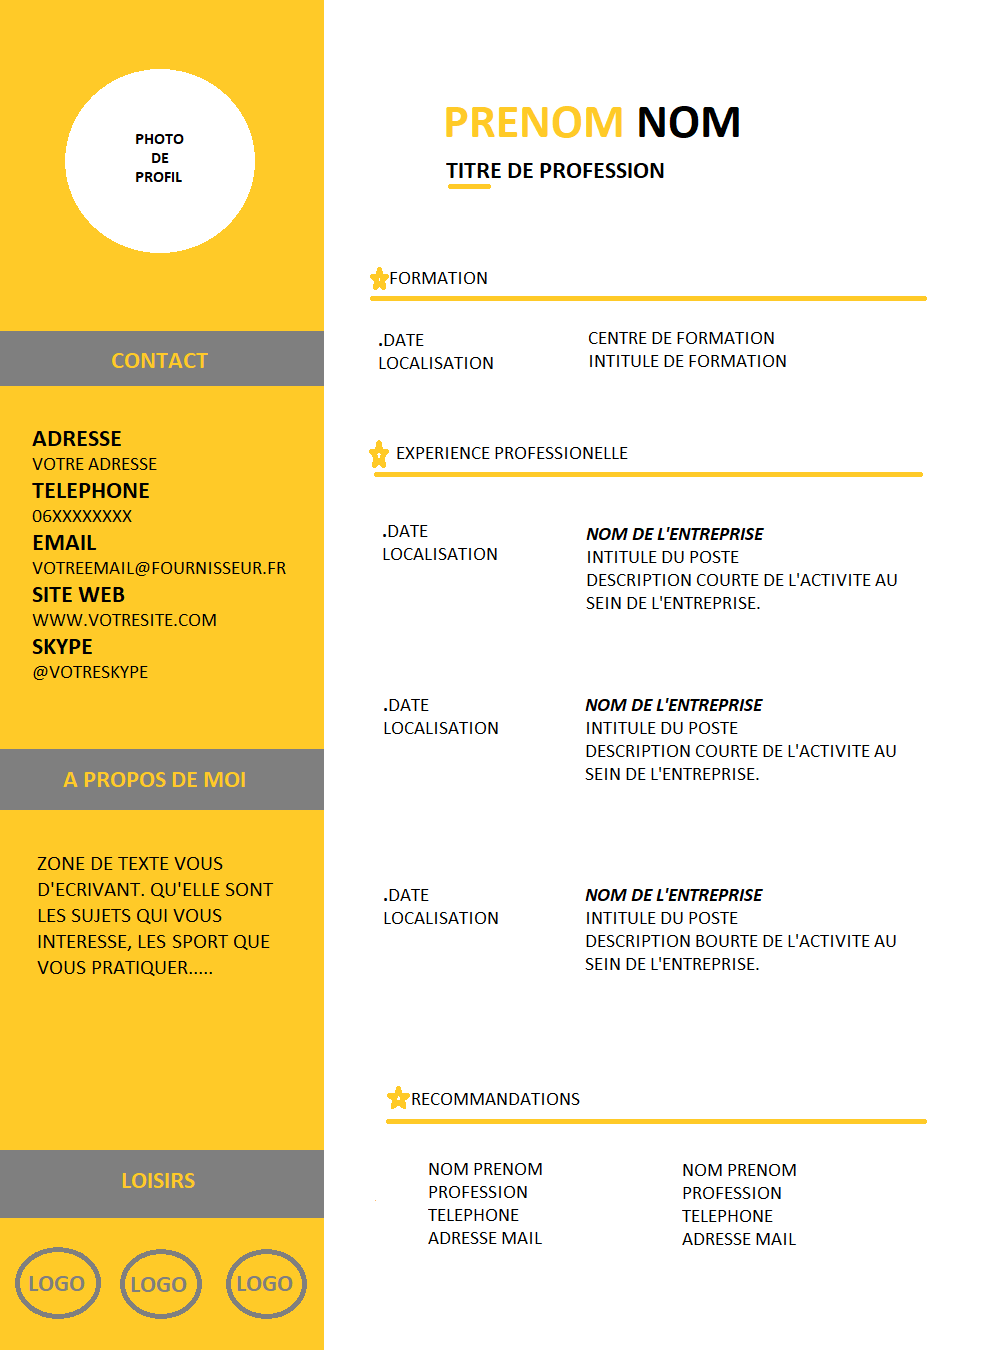 PHOTO
DE
PROFIL
CONTACT
ADRESSE
VOTRE ADRESSE
TELEPHONE
06XXXXXXXX
EMAIL
VOTREEMAIL@FOURNISSEUR.FR
SITE WEB
WWW.VOTRESITE.COM
SKYPE
@VOTRESKYPE
A PROPOS DE MOI
ZONE DE TEXTE VOUS
D'ECRIVANT. QU'ELLE SONT
LES SUJETS QUI VOUS
INTERESSE, LES SPORT QUE
VOUS PRATIQUER.....
LOISIRS
LOGO LOGO LOGO
PRENOM NOM
TITRE DE PROFESSION
FORMATION
.DATE
LOCALISATION
CENTRE DE FORMATION
INTITULE DE FORMATION
EXPERIENCE PROFESSIONELLE
.DATE
LOCALISATION
NOM DE L'ENTREPRISE
INTITULE DU POSTE
DESCRIPTION COURTE DE L'ACTIVITE AU
SEIN DE L'ENTREPRISE.
.DATE
LOCALISATION
NOM DE L'ENTREPRISE
INTITULE DU POSTE
DESCRIPTION COURTE DE L'ACTIVITE AU
SEIN DE L'ENTREPRISE.
.DATE
LOCALISATION
NOM DE L'ENTREPRISE
INTITULE DU POSTE
DESCRIPTION BOURTE DE L'ACTIVITE AU
SEIN DE L'ENTREPRISE.
RECOMMANDATIONS
NOM PRENOM
PROFESSION
TELEPHONE
ADRESSE MAIL
NOM PRENOM
PROFESSION
TELEPHONE
ADRESSE MAIL